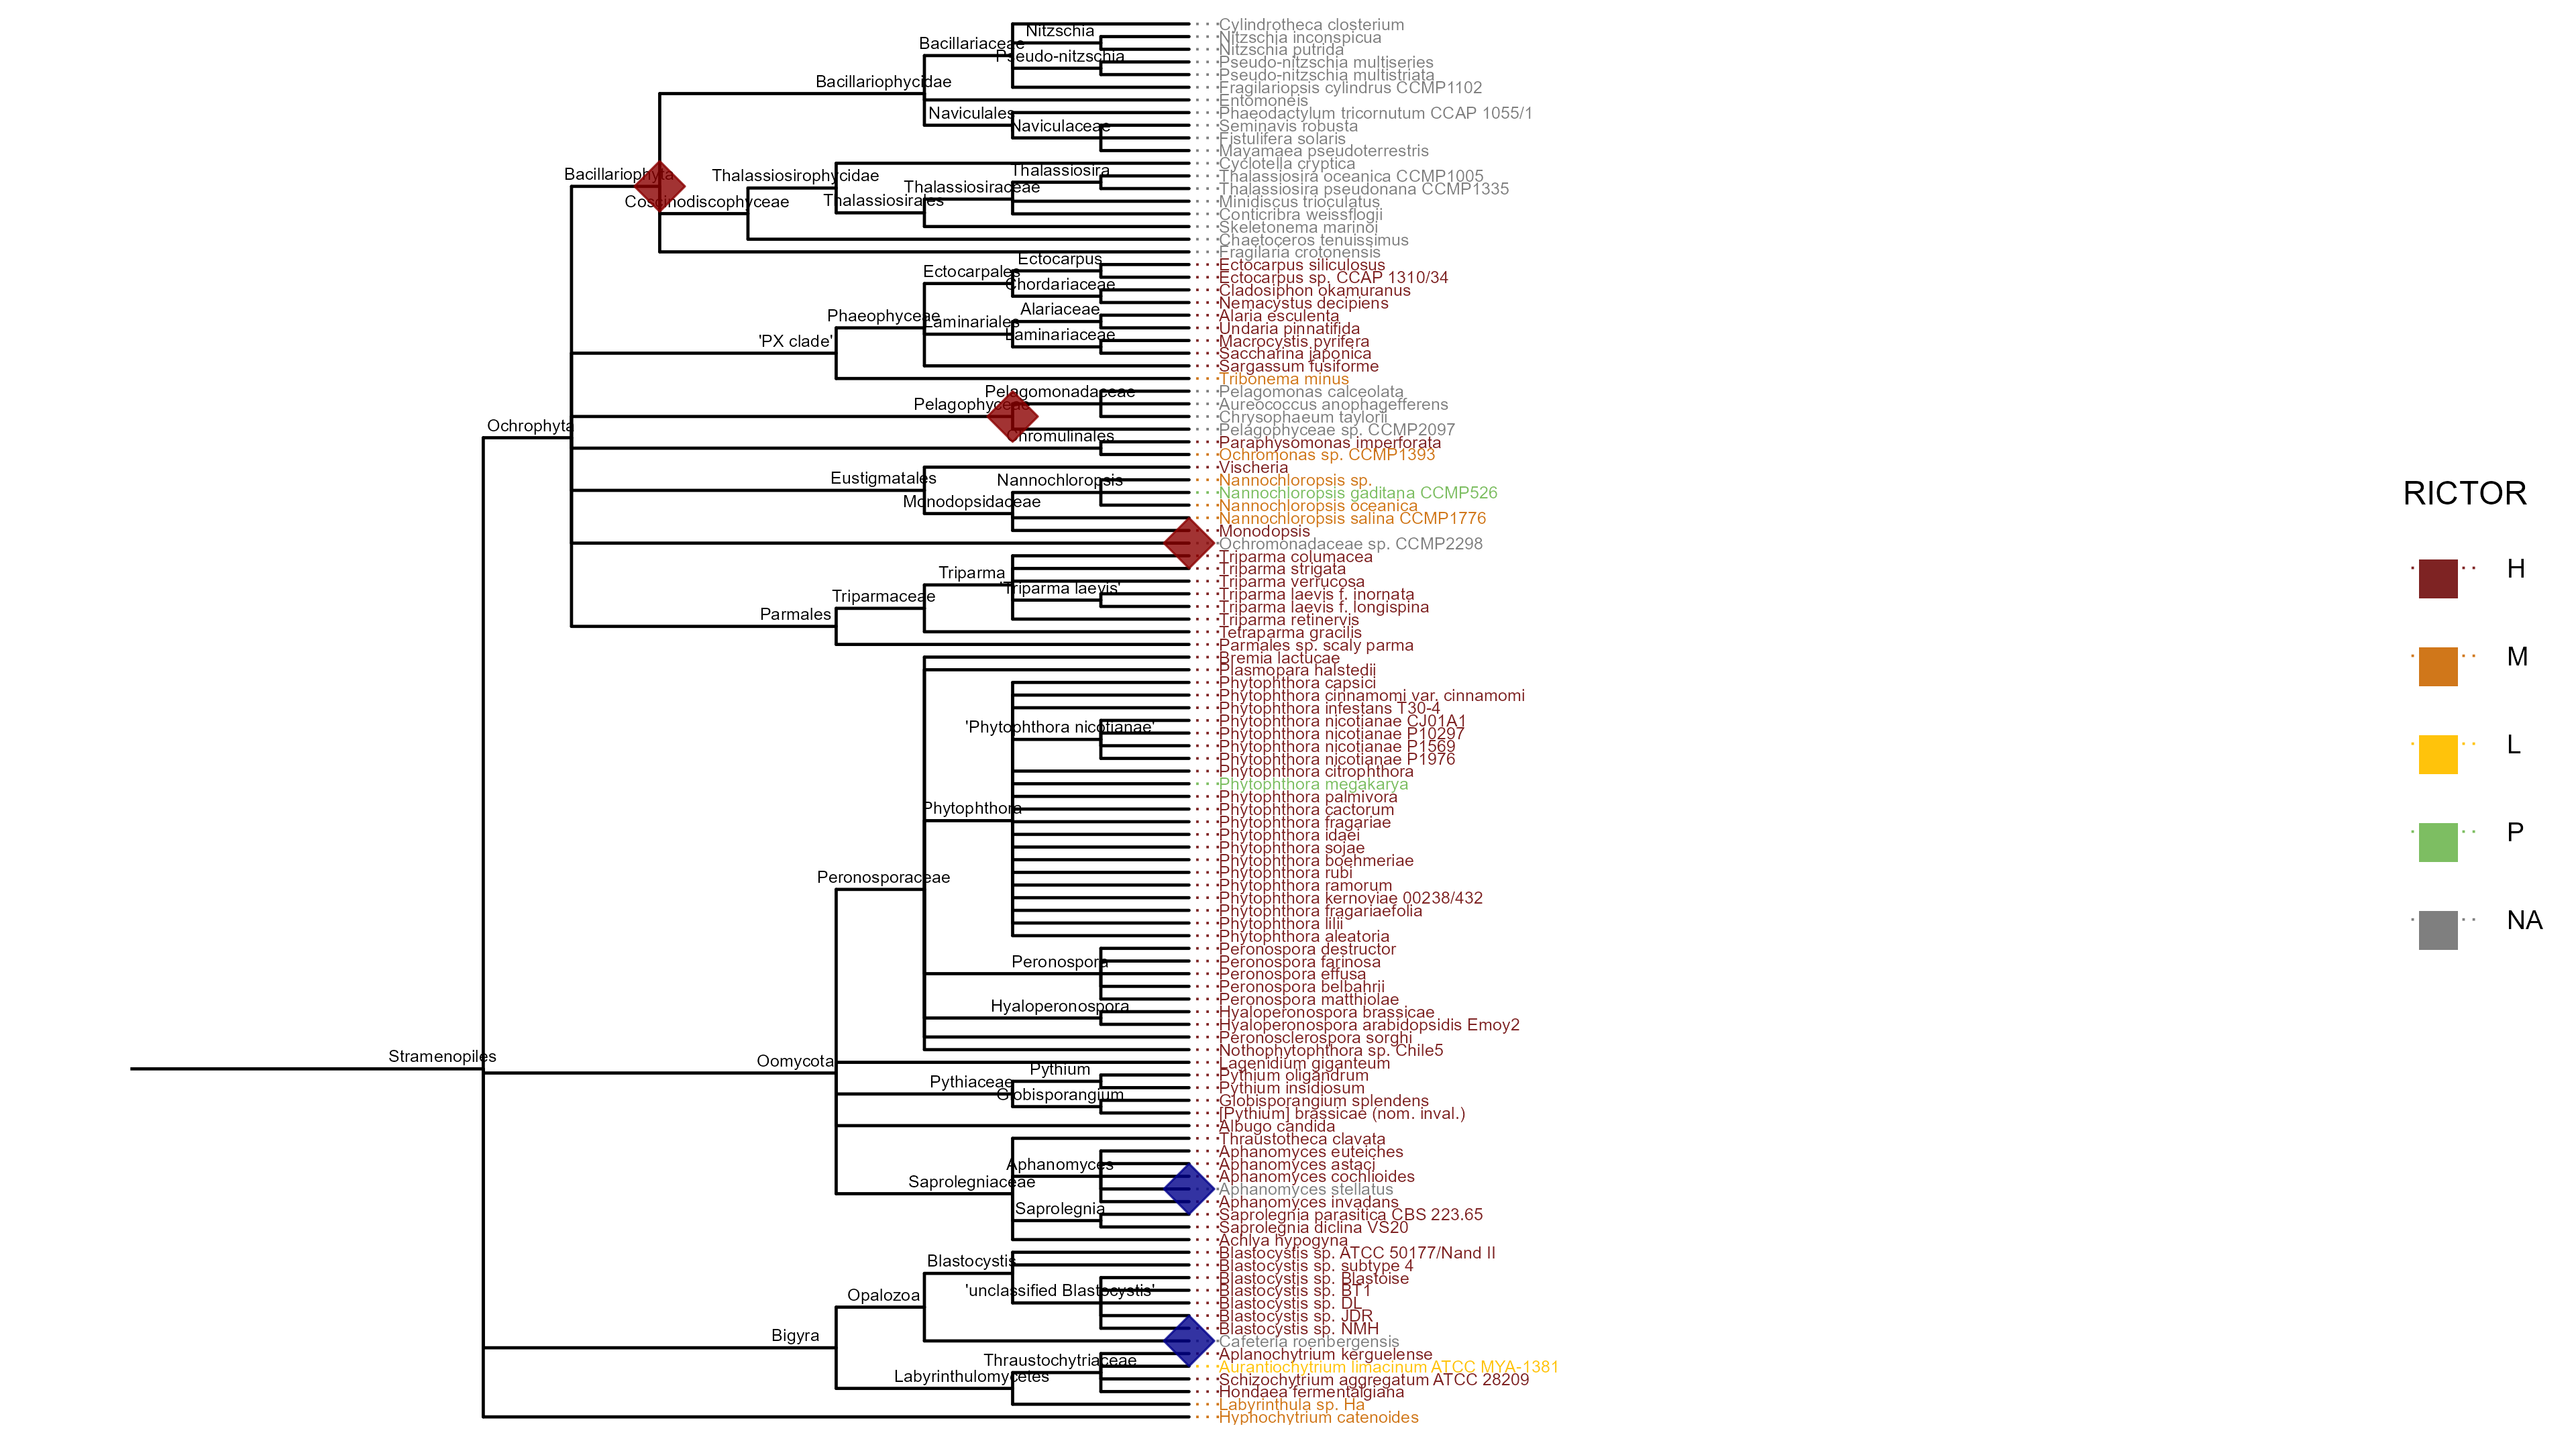 Cylindrotheca closterium
Nitzschia
Nitzschia inconspicua
Bacillariaceae
Nitzschia putrida
Pseudo-nitzschia
Pseudo-nitzschia multiseries
Pseudo-nitzschia multistriata
Bacillariophycidae
Fragilariopsis cylindrus CCMP1102
Entomoneis
Naviculales
Phaeodactylum tricornutum CCAP 1055/1
Naviculaceae
Seminavis robusta
Fistulifera solaris
Mayamaea pseudoterrestris
Cyclotella cryptica
Bacillariophyta
Thalassiosirophycidae
Thalassiosira
Thalassiosira oceanica CCMP1005
Thalassiosiraceae
Thalassiosira pseudonana CCMP1335
Coscinodiscophyceae
Thalassiosirales
Minidiscus trioculatus
Conticribra weissflogii
Skeletonema marinoi
Chaetoceros tenuissimus
Fragilaria crotonensis
Ectocarpus
Ectocarpus siliculosus
Ectocarpales
Ectocarpus sp. CCAP 1310/34
Chordariaceae
Cladosiphon okamuranus
Nemacystus decipiens
Phaeophyceae
Alariaceae
Alaria esculenta
Laminariales
Undaria pinnatifida
'PX clade'
Laminariaceae
Macrocystis pyrifera
Saccharina japonica
Sargassum fusiforme
Tribonema minus
Pelagomonadaceae
Pelagomonas calceolata
Pelagophyceae
Aureococcus anophagefferens
Chrysophaeum taylorii
Ochrophyta
Pelagophyceae sp. CCMP2097
Chromulinales
Paraphysomonas imperforata
Ochromonas sp. CCMP1393
Vischeria
Eustigmatales
Nannochloropsis
Nannochloropsis sp.
Nannochloropsis gaditana CCMP526
Monodopsidaceae
Nannochloropsis oceanica
Nannochloropsis salina CCMP1776
Monodopsis
Ochromonadaceae sp. CCMP2298
Triparma columacea
Triparma
Triparma strigata
Triparma verrucosa
Triparmaceae
'Triparma laevis'
Triparma laevis f. inornata
Triparma laevis f. longispina
Parmales
Triparma retinervis
Tetraparma gracilis
Parmales sp. scaly parma
Bremia lactucae
Plasmopara halstedii
Phytophthora capsici
Phytophthora cinnamomi var. cinnamomi
Phytophthora infestans T30-4
'Phytophthora nicotianae'
Phytophthora nicotianae CJ01A1
Phytophthora nicotianae P10297
Phytophthora nicotianae P1569
Phytophthora nicotianae P1976
Phytophthora citrophthora
Phytophthora megakarya
Phytophthora palmivora
Phytophthora
Phytophthora cactorum
Phytophthora fragariae
Phytophthora idaei
Phytophthora sojae
Phytophthora boehmeriae
Peronosporaceae
Phytophthora rubi
Phytophthora ramorum
Phytophthora kernoviae 00238/432
Phytophthora fragariaefolia
Phytophthora lilii
Phytophthora aleatoria
Peronospora destructor
Peronospora
Peronospora farinosa
Peronospora effusa
Peronospora belbahrii
Peronospora matthiolae
Hyaloperonospora
Hyaloperonospora brassicae
Hyaloperonospora arabidopsidis Emoy2
Peronosclerospora sorghi
Nothophytophthora sp. Chile5
Stramenopiles
Oomycota
Lagenidium giganteum
Pythium
Pythium oligandrum
Pythiaceae
Pythium insidiosum
Globisporangium
Globisporangium splendens
[Pythium] brassicae (nom. inval.)
Albugo candida
Thraustotheca clavata
Aphanomyces euteiches
Aphanomyces
Aphanomyces astaci
Saprolegniaceae
Aphanomyces cochlioides
Aphanomyces stellatus
Aphanomyces invadans
Saprolegnia
Saprolegnia parasitica CBS 223.65
Saprolegnia diclina VS20
Achlya hypogyna
Blastocystis
Blastocystis sp. ATCC 50177/Nand II
Blastocystis sp. subtype 4
Blastocystis sp. Blastoise
'unclassified Blastocystis'
Blastocystis sp. BT1
Opalozoa
Blastocystis sp. DL
Blastocystis sp. JDR
Blastocystis sp. NMH
Bigyra
Cafeteria roenbergensis
Aplanochytrium kerguelense
Thraustochytriaceae
Aurantiochytrium limacinum ATCC MYA-1381
Labyrinthulomycetes
Schizochytrium aggregatum ATCC 28209
Hondaea fermentalgiana
Labyrinthula sp. Ha
Hyphochytrium catenoides
RICTOR
H
M
L
P
NA